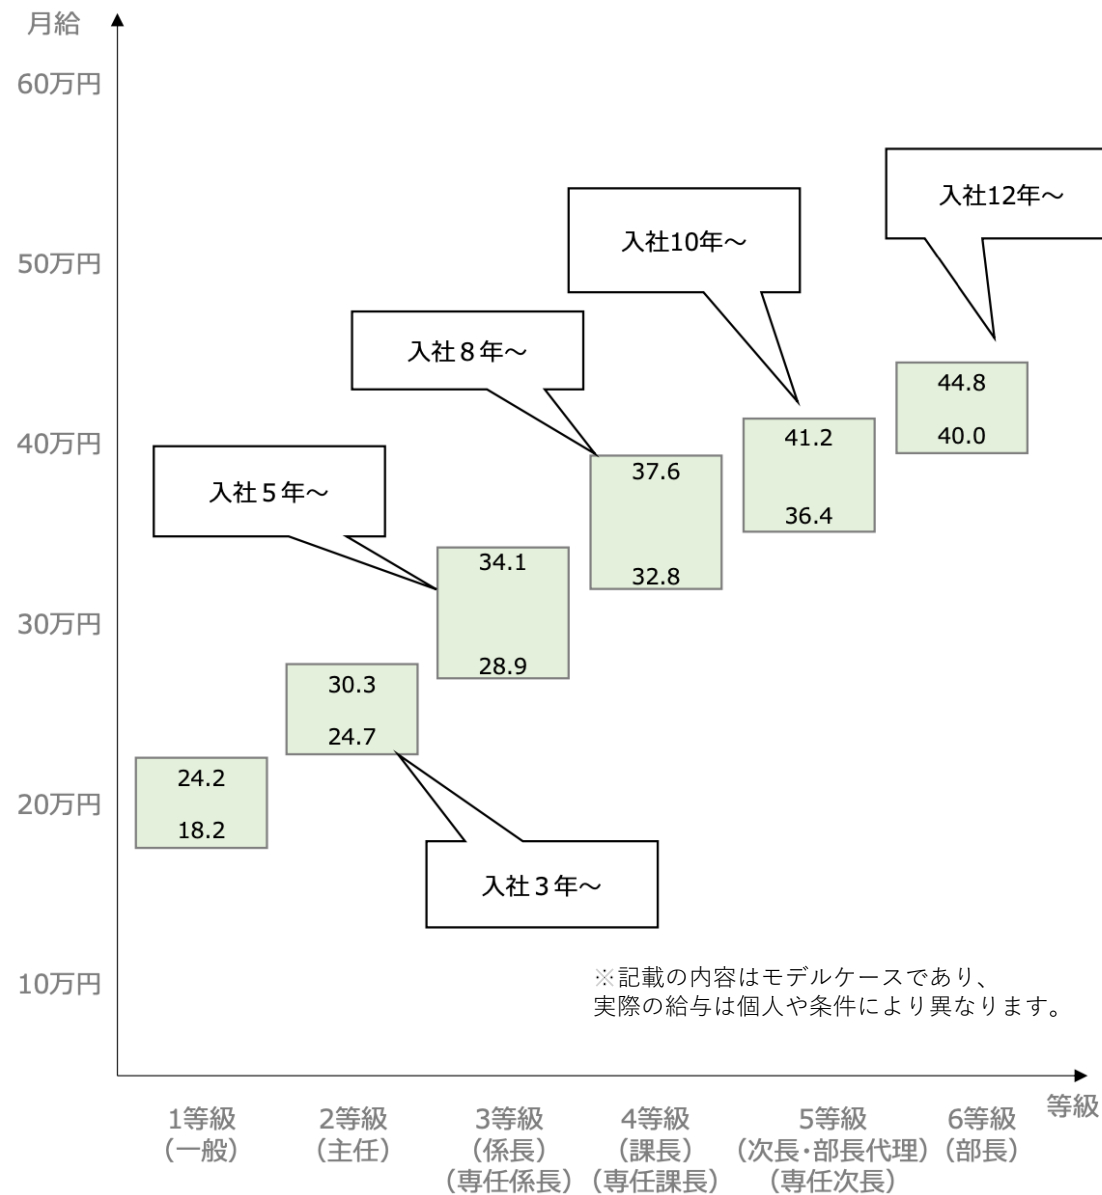 月給
60万円
50万円
40万円
30万円
20万円
10万円
入社12年～
入社10年～
入社８年～
入社５年～
入社３年～
44.8
40.0
41.2
36.4
37.6
32.8
34.1
28.9
30.3
24.7
24.2
18.2
※記載の内容はモデルケースであり、
実際の給与は個人や条件により異なります。
等級
1等級
（一般）
2等級
（主任）
3等級
（係長）
（専任係長）
4等級
（課長）
（専任課長）
5等級
（次長・部長代理）
（専任次長）
6等級
（部長）